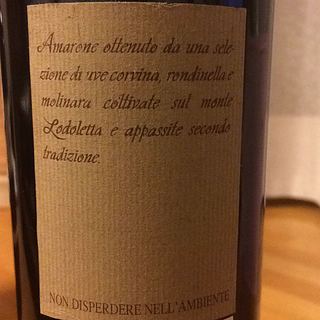 Amarone ottenuto da una sele-
zione di uve corvina, rondinella e
molinara coltivate sul monte
Lodoletta e appassite secondo
tradizione.
NON DISPERDERE NELL'AMBIENTE